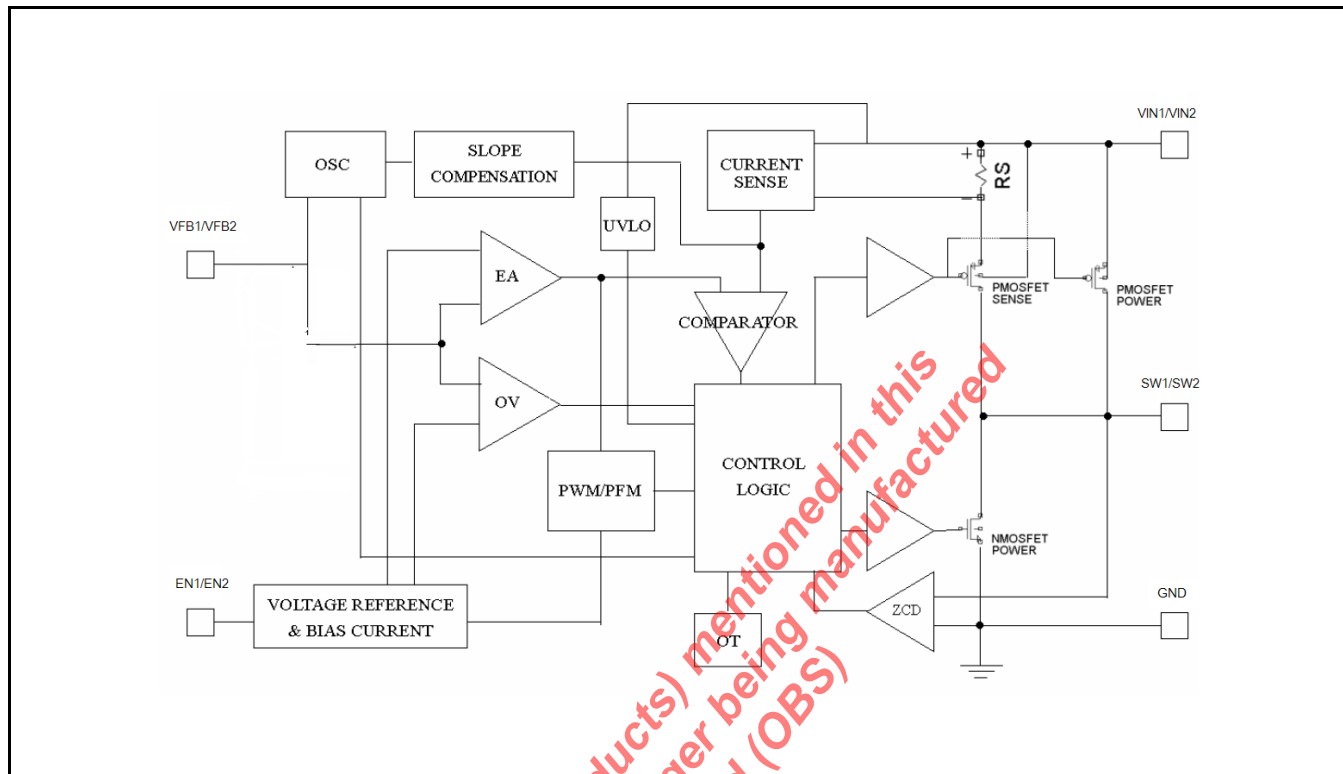 VIN1/VIN2
OSC
SLOPE
COMPENSATION
CURRENT
SENSE
+
RS
−
VFB1/VFB2
UVLO
EA
PMOSFET
SENSE
PMOSFET
POWER
COMPARATOR
SW1/SW2
OV
CONTROL
LOGIC
PWM/PFM
NMOSFET
POWER
EN1/EN2
VOLTAGE REFERENCE
& BIAS CURRENT
ZCD
GND
OT
ducts) mentioned in this
ger being manufactured
d (OBS)